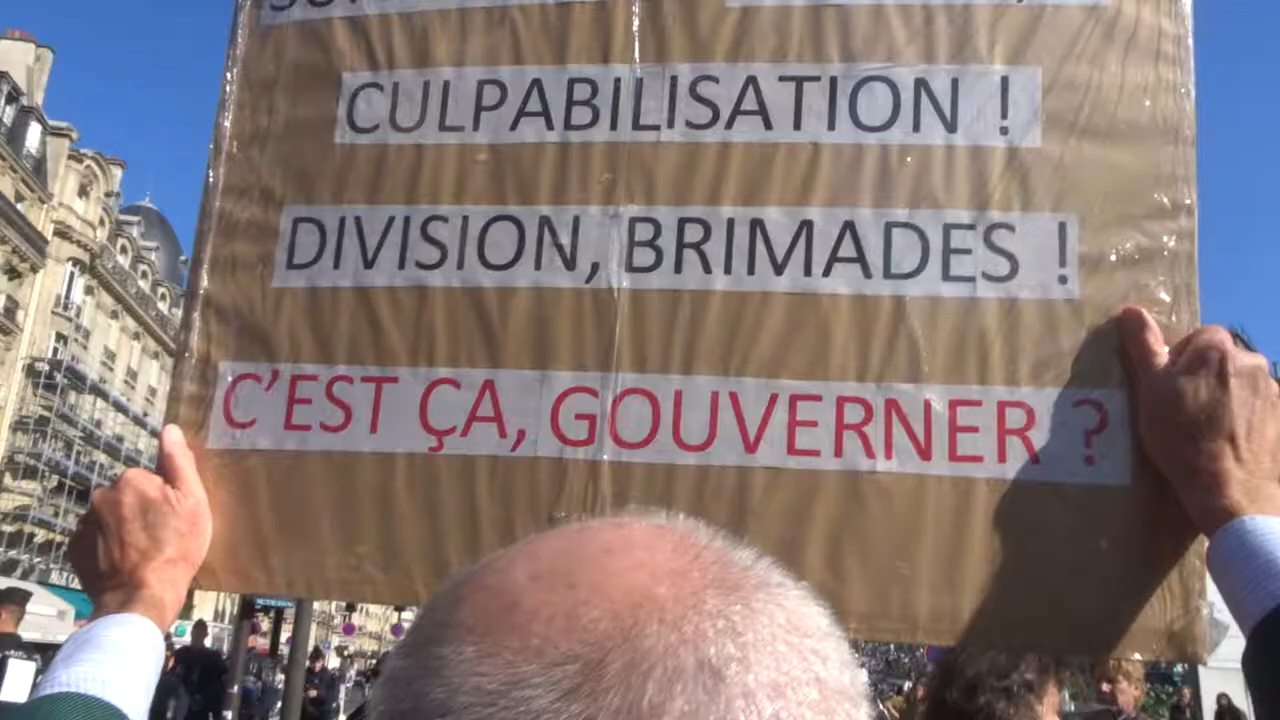 CULPABILISATION !
DIVISION, BRIMADES !
C'EST ÇA, GOUVERNER ?